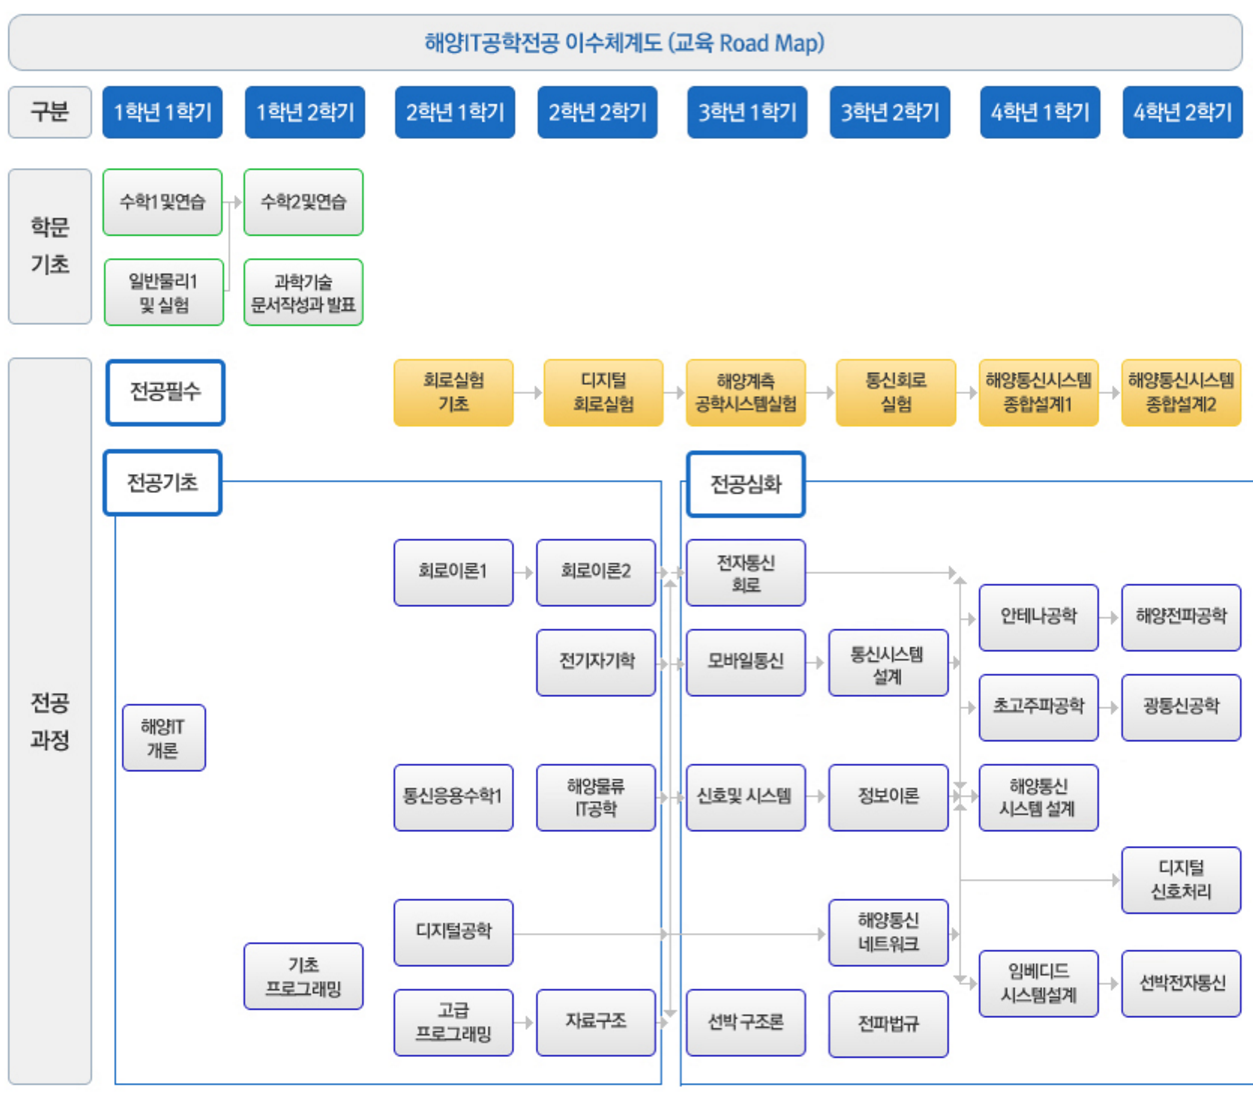 해양IT공학전공 이수체계도 (교육 Road Map)
구분
1학년 1학기
1학년 2학기
2학년 1학기
2학년 2학기
3학년 1학기
3학년 2학기
4학년 1학기
4학년 2학기
학문
기초
수학1및연습
수학2및연습
일반물리1
및 실험
과학기술
문서작성과 발표
전공
과정
전공필수
회로실험
기초
디지털
회로실험
해양계측
공학시스템실험
통신회로
실험
해양통신시스템
종합설계1
해양통신시스템
종합설계2
전공기초
전공심화
회로이론1
회로이론2
전자통신
회로
안테나공학
해양전파공학
전기자기학
모바일통신
통신시스템
설계
초고주파공학
광통신공학
해양IT
개론
통신응용수학1
해양물류
IT공학
신호및 시스템
정보이론
해양통신
시스템 설계
디지털
신호처리
디지털공학
해양통신
네트워크
기초
프로그래밍
임베디드
시스템설계
선박전자통신
고급
프로그래밍
자료구조
선박 구조론
전파법규